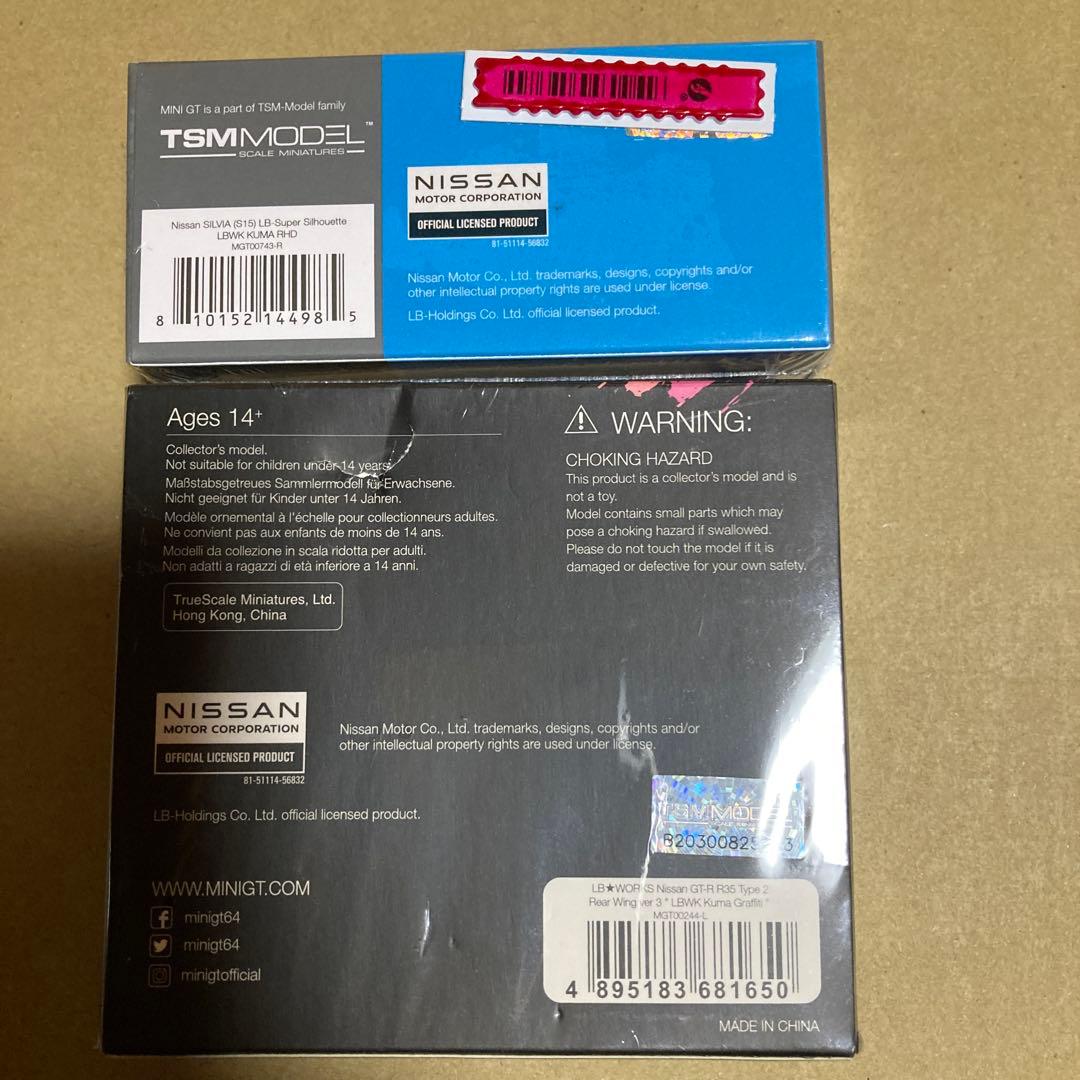 MINI GT is a part of TSM-Model family
TSMMODEL™
SCALE MINIATURES
Nissan SILVIA (S15) LB-Super Silhouette
LBWK KUMA RHD
MGT00743-R
8 10152 14498 5
NISSAN
MOTOR CORPORATION
OFFICIAL LICENSED PRODUCT
81-51114-56832
Nissan Motor Co., Ltd. trademarks, designs, copyrights and/or
other intellectual property rights are used under license.
LB-Holdings Co. Ltd. official licensed product.
Ages 14+
Collector's model.
Not suitable for children under 14 years.
Maßstabsgetreues Sammlermodell für Erwachsene.
Nicht geeignet für Kinder unter 14 Jahren.
Modèle ornemental à l'échelle pour collectionneurs adultes.
Ne convient pas aux enfants de moins de 14 ans.
Modelli da collezione in scala ridotta per adulti.
Non adatti a ragazzi di età inferiore a 14 anni.
TrueScale Miniatures, Ltd.
Hong Kong, China
WARNING:
CHOKING HAZARD
This product is a collector's model and is
not a toy.
Model contains small parts which may
pose a choking hazard if swallowed.
Please do not touch the model if it is
damaged or defective for your own safety.
NISSAN
MOTOR CORPORATION
OFFICIAL LICENSED PRODUCT
81-51114-56832
Nissan Motor Co., Ltd. trademarks, designs, copyrights and/or
other intellectual property rights are used under license.
LB-Holdings Co. Ltd. official licensed product.
TSMMODEL
SCALE MINIATURES
WWW.MINIGT.COM
minigt64
minigt64
minigtofficial
LB★WORKS Nissan GT-R R35 Type 2
Rear Wing ver 3 " LBWK Kuma Graffiti "
MGT00244-L
4 895183 681650
MADE IN CHINA